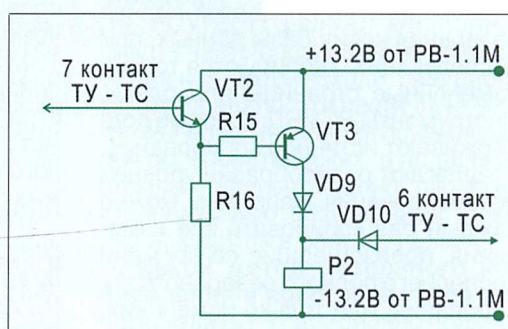 +13.2В от РВ-1.1М
7 контакт
ТУ - ТС
VT2
R15
VT3
VD9
R16
VD10
6 контакт
ТУ - ТС
P2
-13.2В от РВ-1.1М